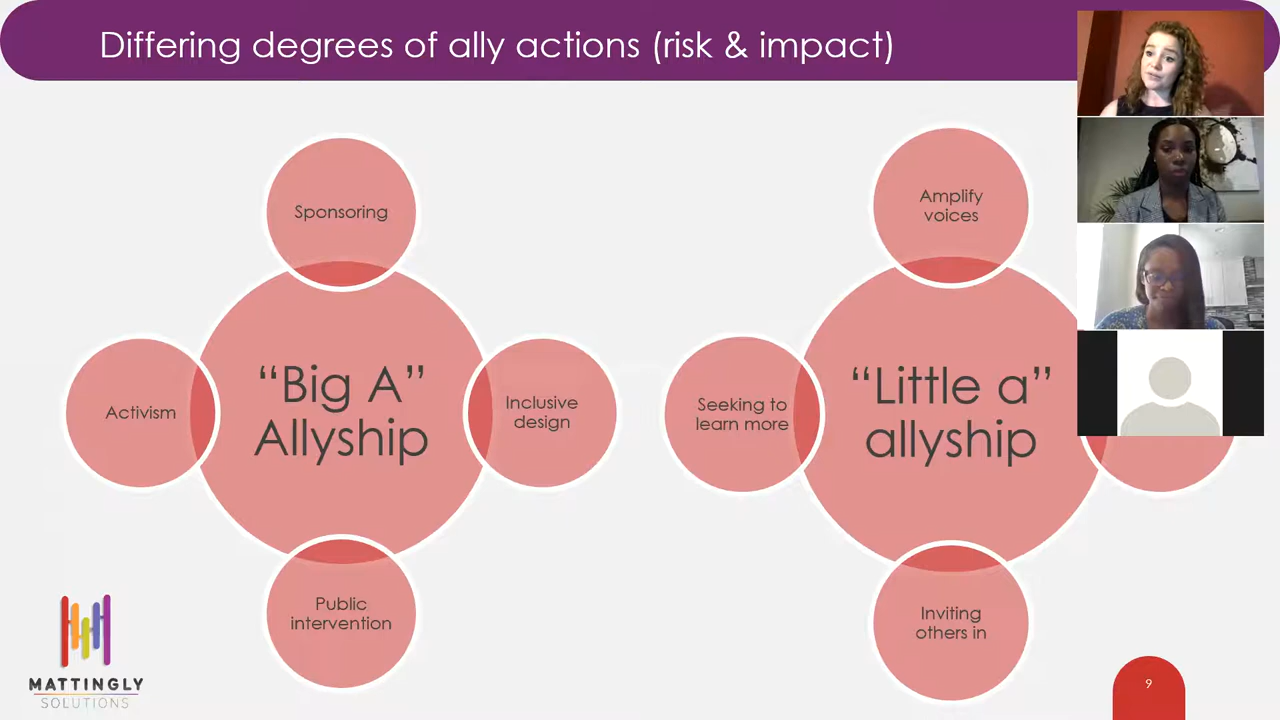 Differing degrees of ally actions (risk & impact)
Sponsoring
Activism
“Big A”
Allyship
Inclusive
design
Public
intervention
Amplify
voices
Seeking to
learn more
“Little a”
allyship
Inviting
others in
MATTINGLY
SOLUTIONS
9